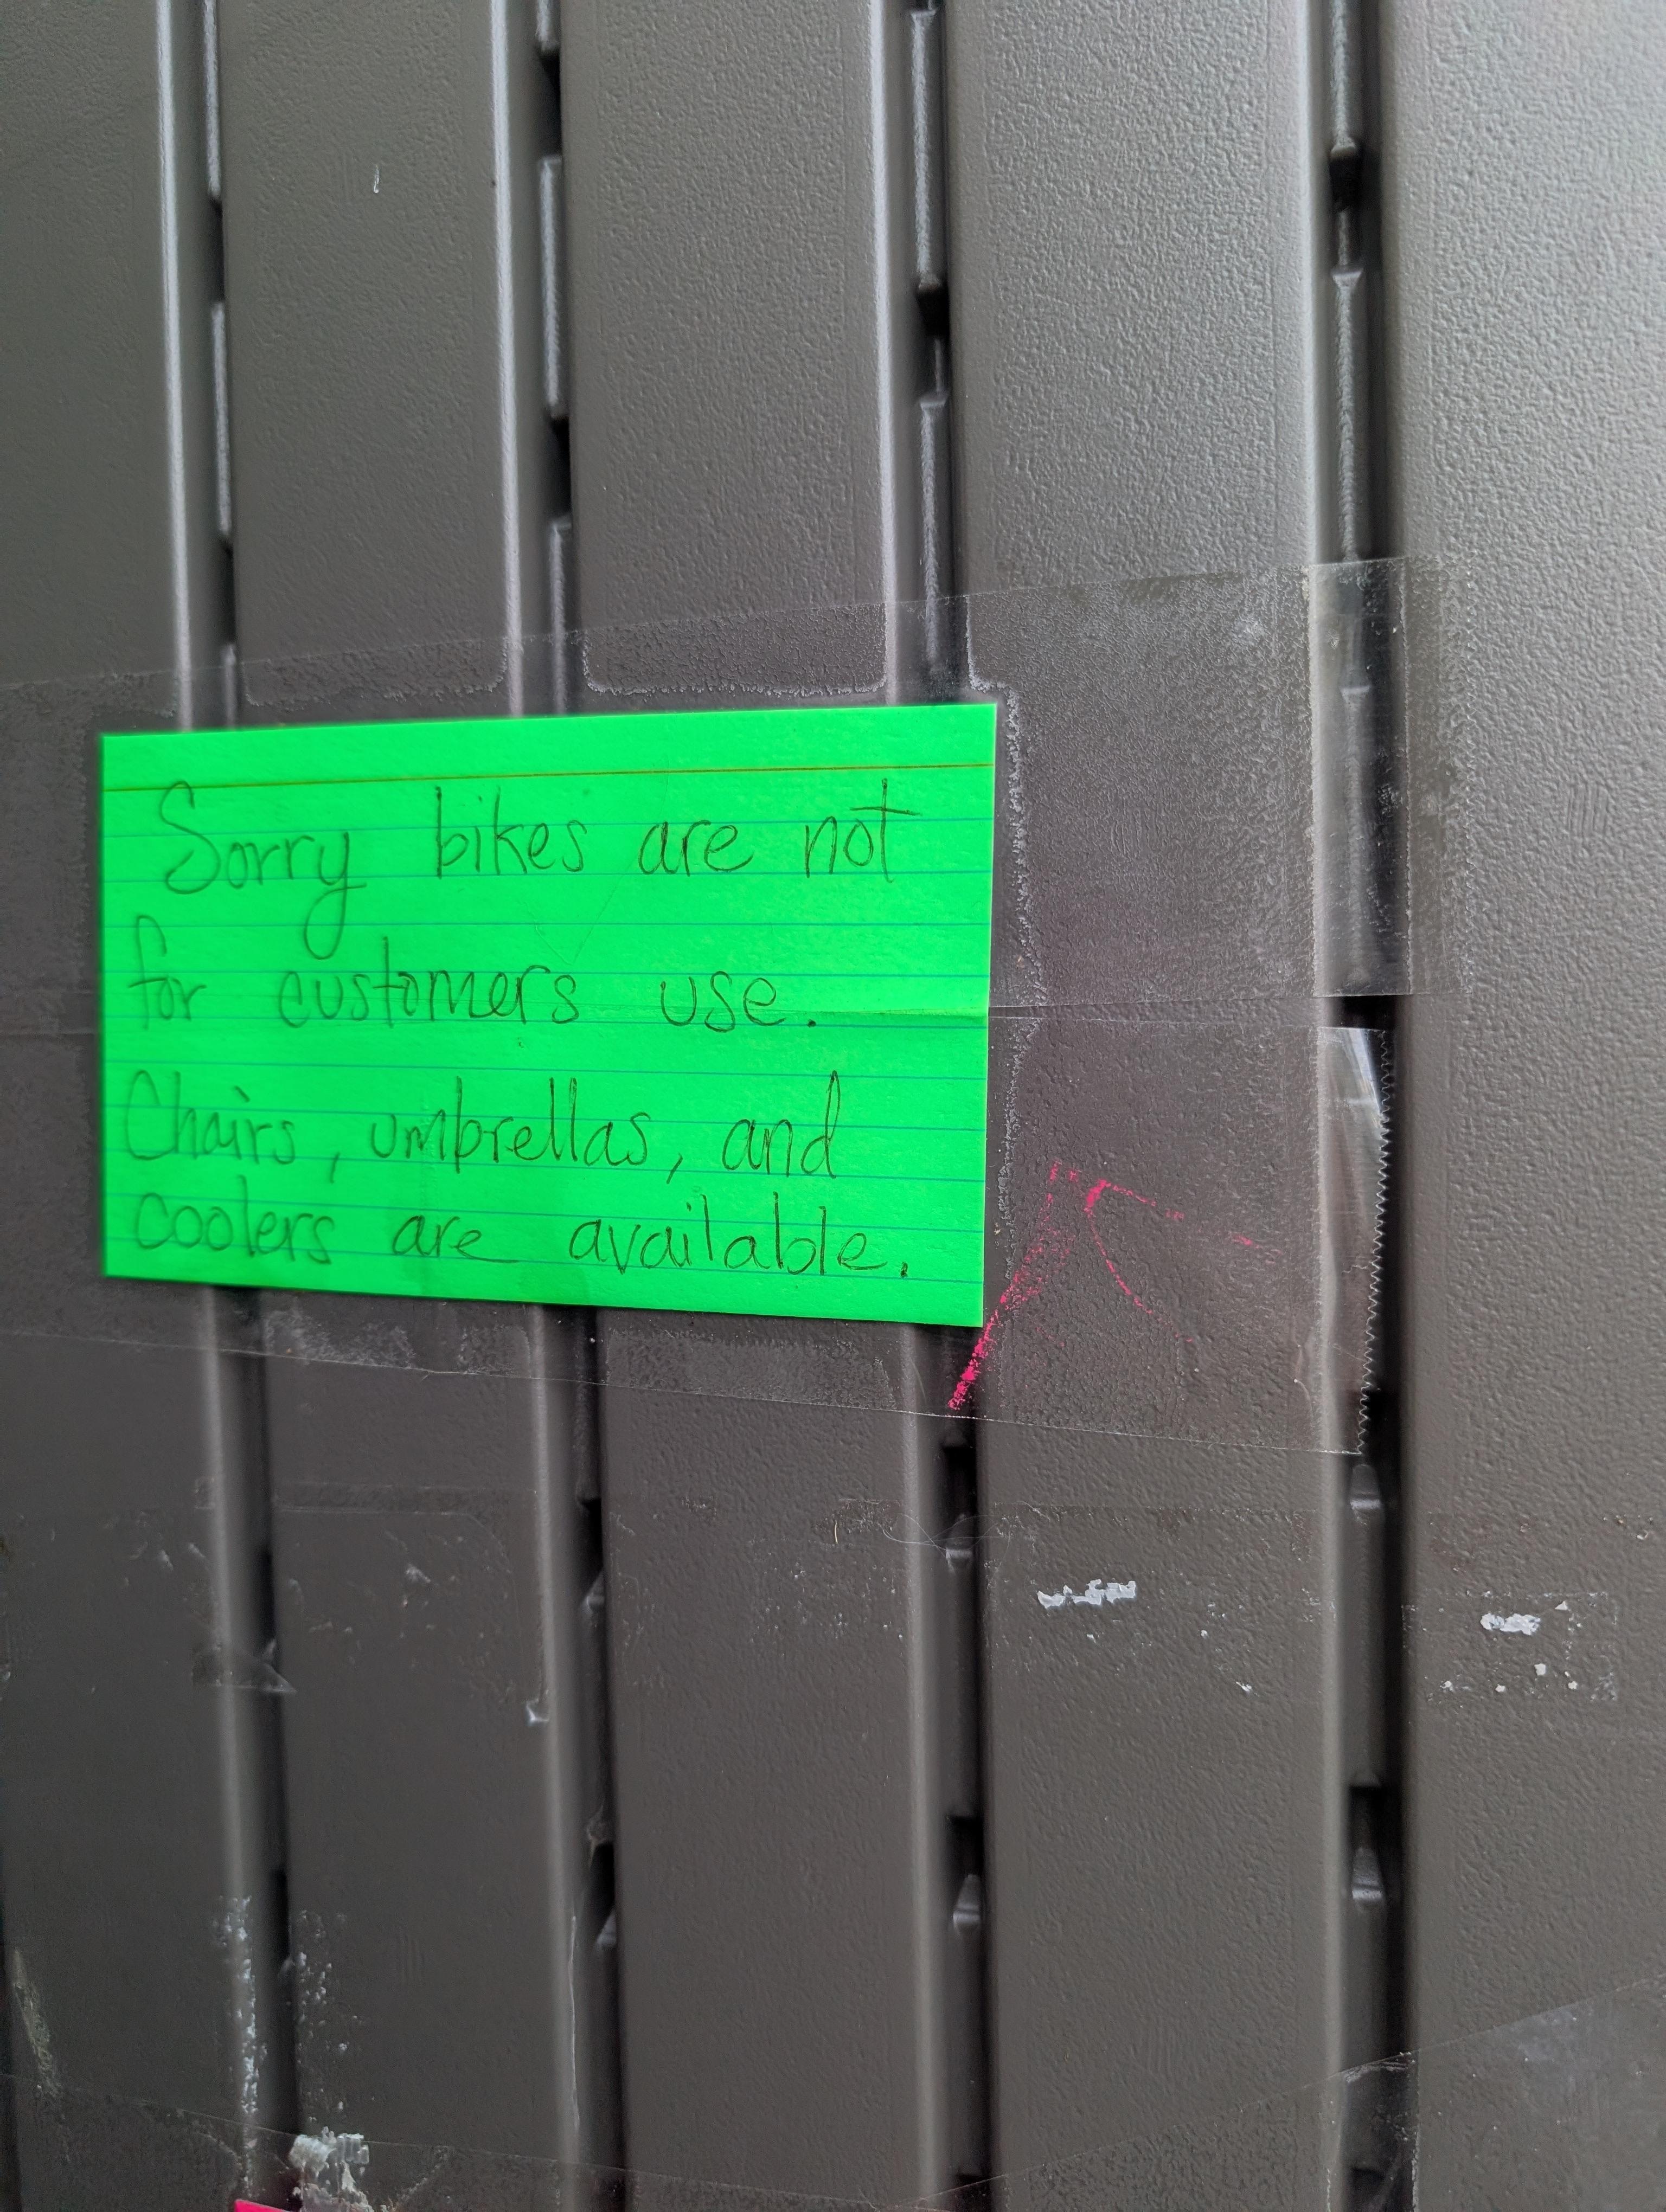 Sorry bikes are not
for customers use.
Chairs, umbrellas, and
coolers are available.